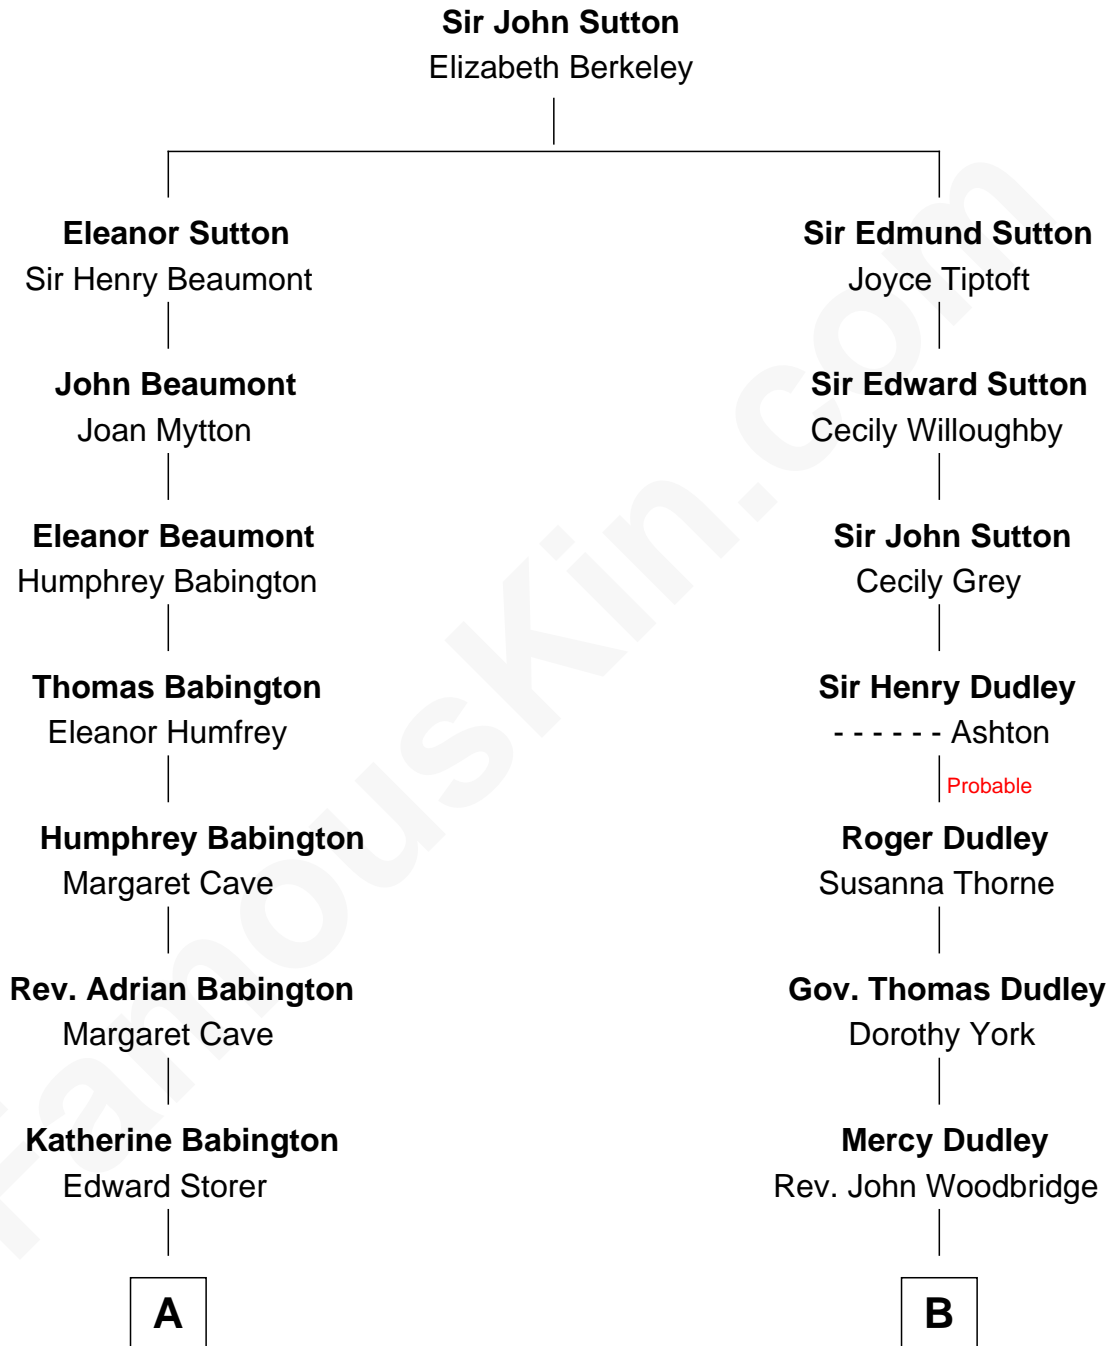 Sir John Sutton
Elizabeth Berkeley
Eleanor Sutton
Sir Henry Beaumont
Sir Edmund Sutton
Joyce Tiptoft
John Beaumont
Joan Mytton
Sir Edward Sutton
Cecily Willoughby
Eleanor Beaumont
Humphrey Babington
Sir John Sutton
Cecily Grey
Thomas Babington
Eleanor Humfrey
Sir Henry Dudley
- - - - - - Ashton
Probable
Humphrey Babington
Margaret Cave
Roger Dudley
Susanna Thorne
Rev. Adrian Babington
Margaret Cave
Gov. Thomas Dudley
Dorothy York
Katherine Babington
Edward Storer
Mercy Dudley
Rev. John Woodbridge
A
B
FamousKin.com